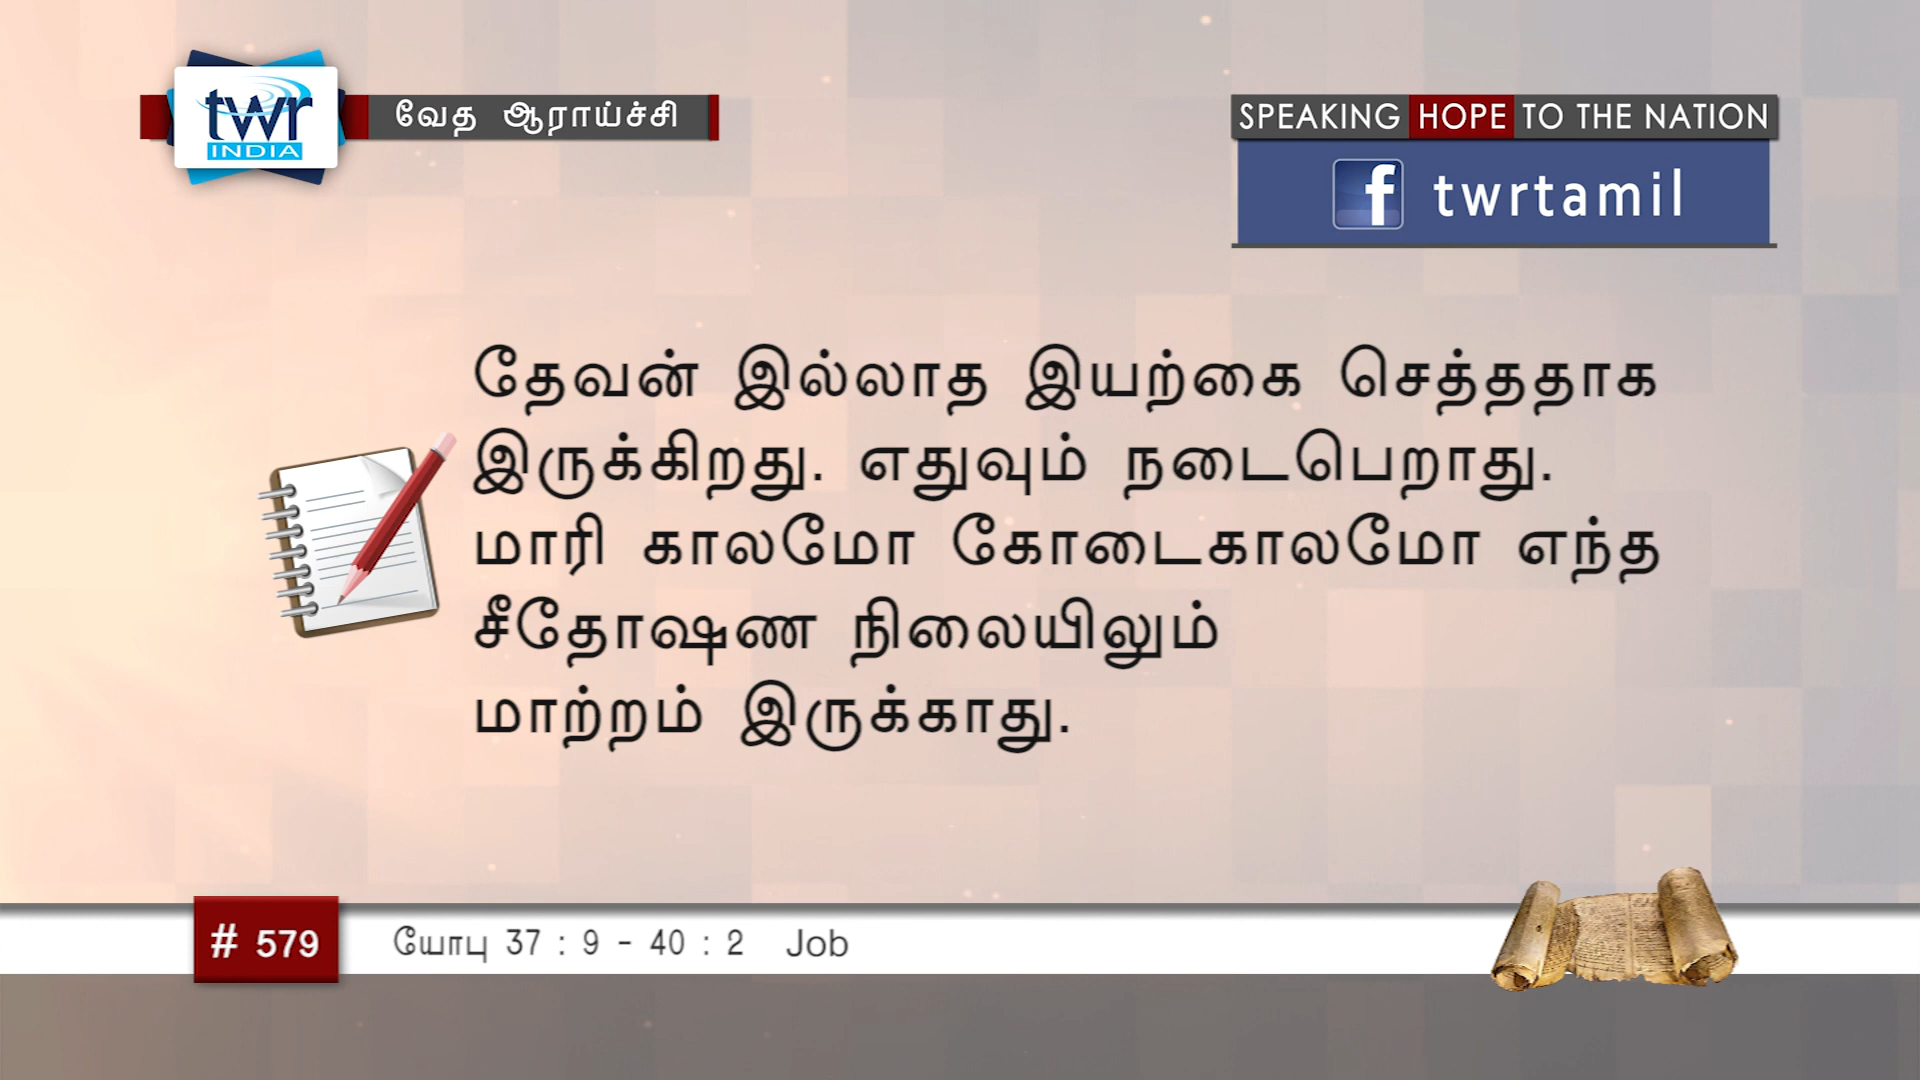 twr
INDIA
வேத ஆராய்ச்சி
SPEAKING HOPE TO THE NATION
f twrtamil
தேவன் இல்லாத இயற்கை செத்ததாக
இருக்கிறது. எதுவும் நடைபெறாது.
மாரி காலமோ கோடைகாலமோ எந்த
சீதோஷண நிலையிலும்
மாற்றம் இருக்காது.
# 579 யோபு 37 : 9 - 40 : 2 Job